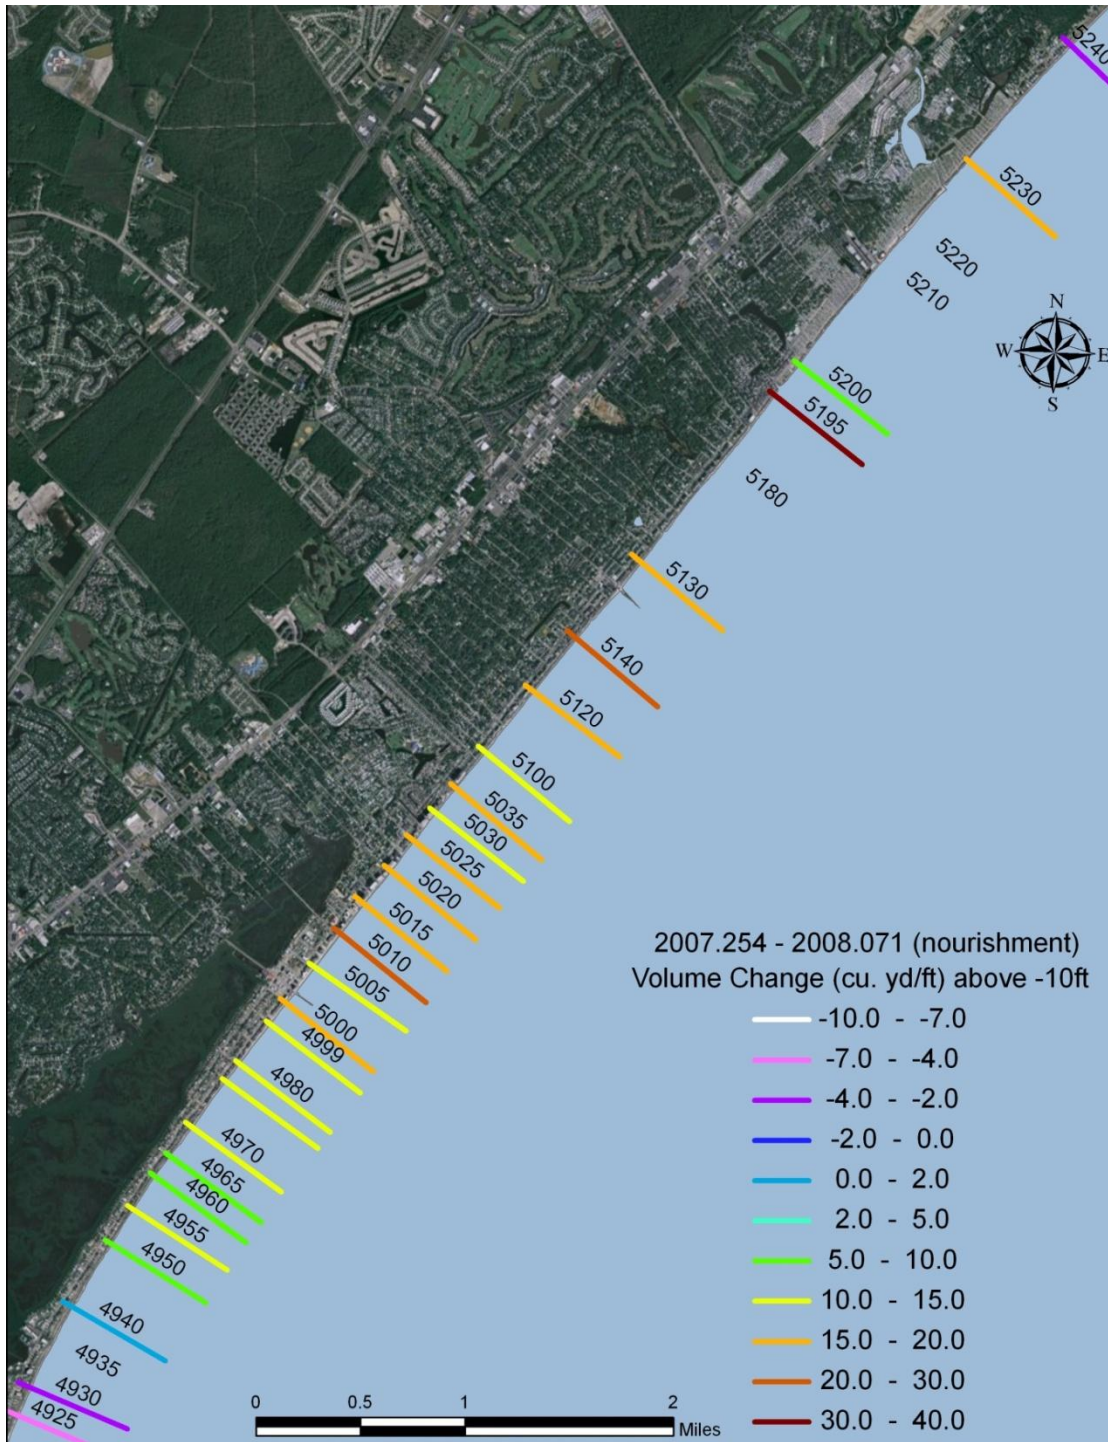 5240
5230
5220
5210
N
W E
S
5200
5195
5180
5130
5140
5120
5100
5035
5030
5025
5020
5015
5010
5005
5000
4999
4980
4970
4965
4960
4955
4950
4940
4935
4930
4925
2007.254 - 2008.071 (nourishment)
Volume Change (cu. yd/ft) above -10ft
-10.0 - -7.0
-7.0 - -4.0
-4.0 - -2.0
-2.0 - 0.0
0.0 - 2.0
2.0 - 5.0
5.0 - 10.0
10.0 - 15.0
15.0 - 20.0
20.0 - 30.0
30.0 - 40.0
0 0.5 1 2
Miles